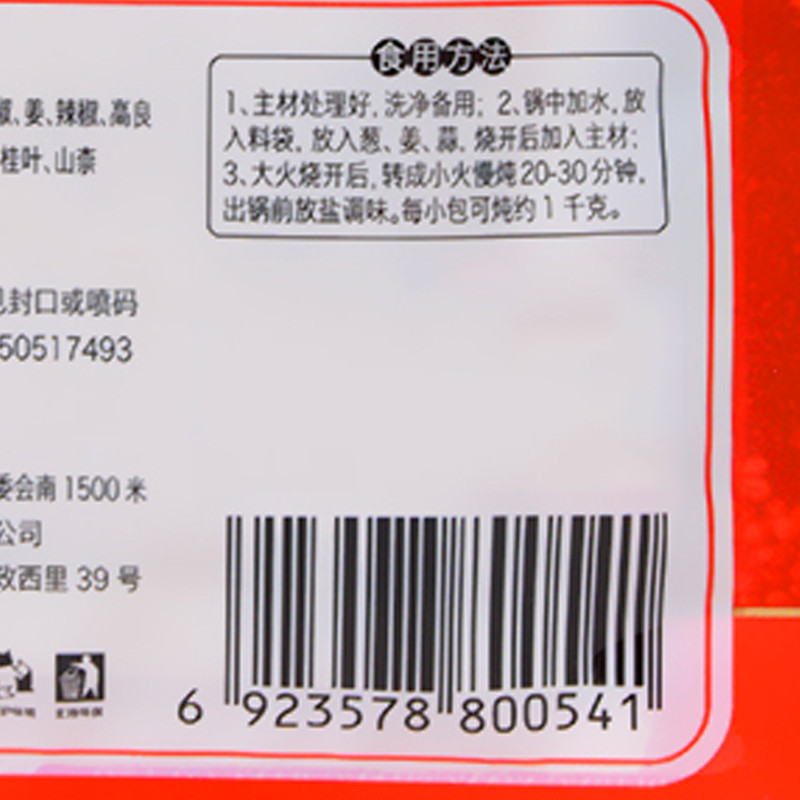 椒、姜、辣椒、高良
桂叶、山柰
食用方法
1、主材处理好, 洗净备用; 2、锅中加水, 放
入料袋, 放入葱、姜、蒜, 烧开后加入主材;
3、大火烧开后, 转成小火慢炖20-30分钟,
出锅前放盐调味。每小包可炖约1千克。
见封口或喷码
50517493
委会南1500米
公司
政西里39号
6 923578 800541